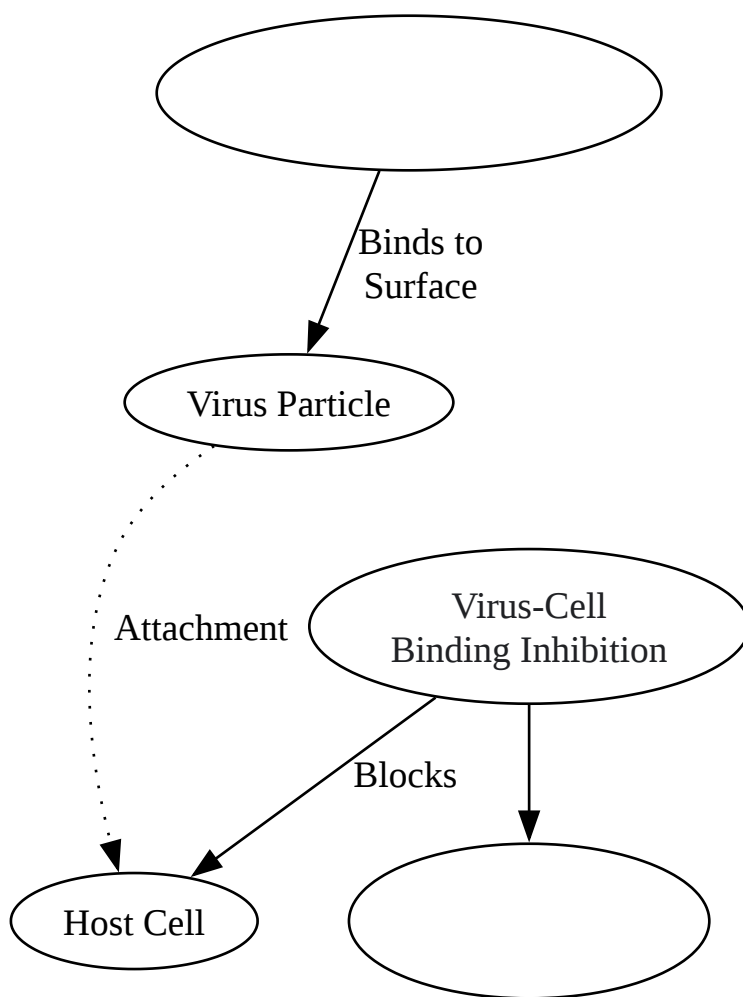 Binds to
Surface
Virus Particle
Attachment
Virus-Cell
Binding Inhibition
Blocks
Host Cell